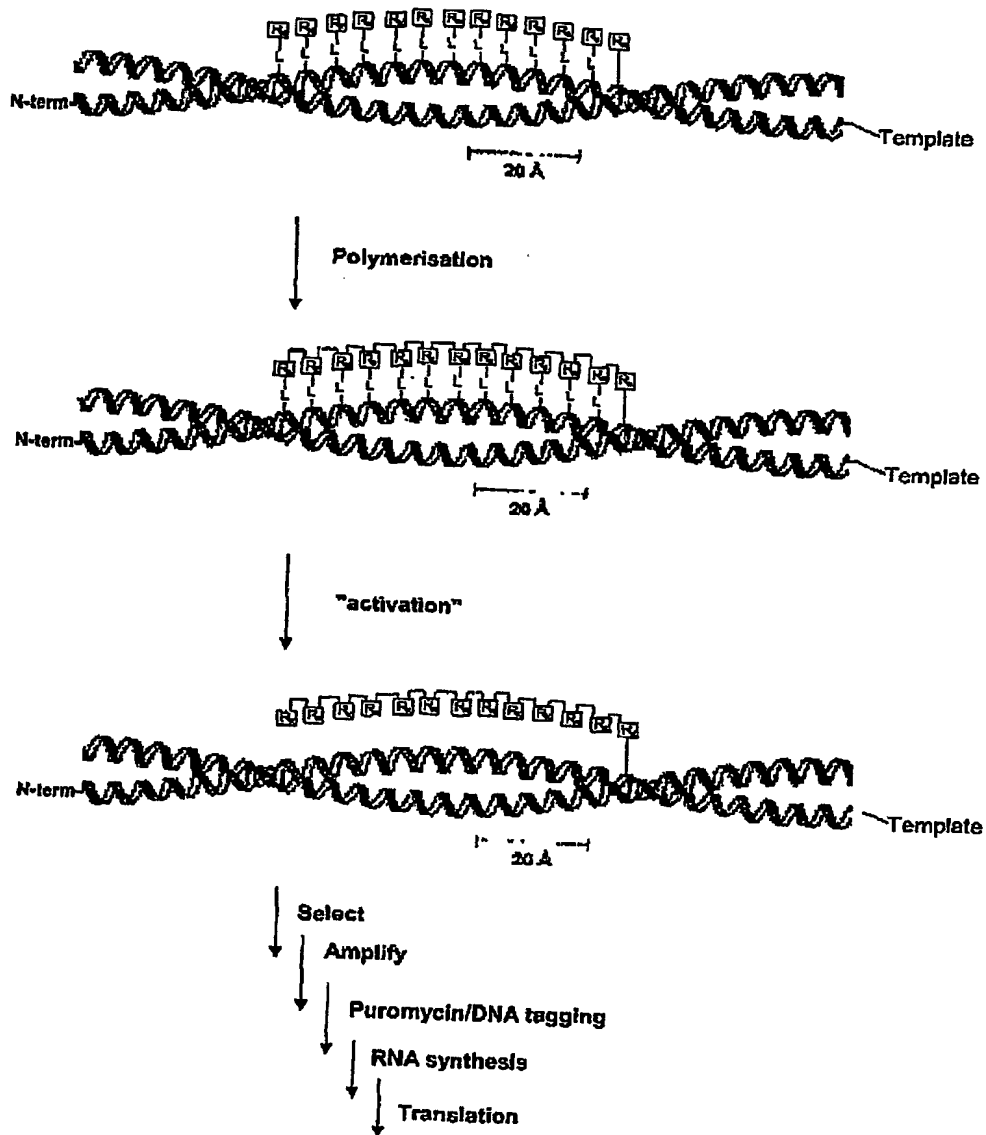 R R R R R R R R R R R R R
L L L L L L L L L L L L
N-term
Template
20 Å
Polymerisation
R R R R R R R R R R R R R
L L L L L L L L L L L L
N-term
Template
20 Å
"activation"
R R R R R R R R R R R R R
N-term
Template
20 Å
Select
Amplify
Puromycin/DNA tagging
RNA synthesis
Translation